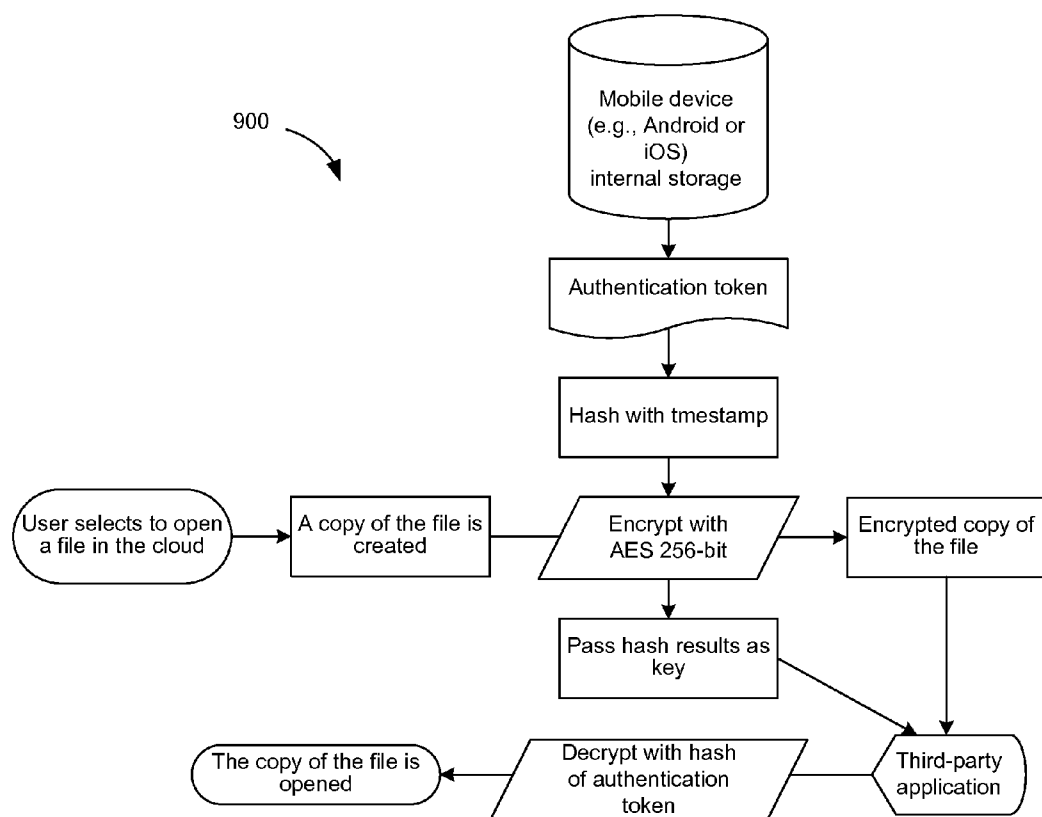 Mobile device
(e.g., Android or
iOS)
internal storage
900
Authentication token
Hash with tmestamp
User selects to open
a file in the cloud
A copy of the file is
created
Encrypt with
AES 256-bit
Encrypted copy of
the file
Pass hash results as
key
The copy of the file is
opened
Decrypt with hash
of authentication
token
Third-party
application